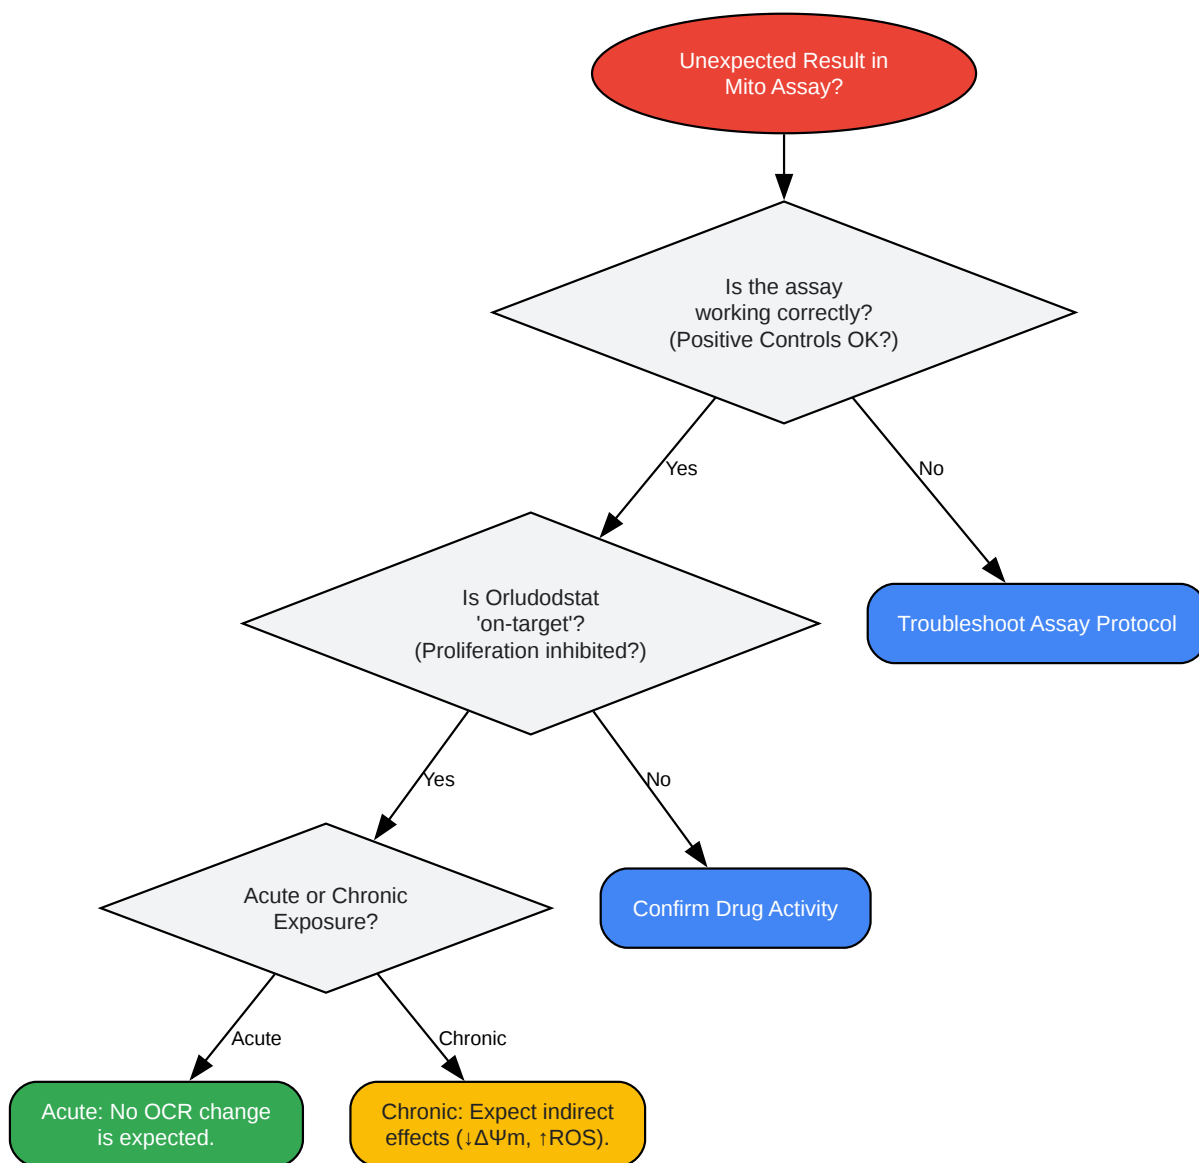 Unexpected Result in
Mito Assay?
Is the assay
working correctly?
(Positive Controls OK?)
Yes
No
Is Orludodstat
'on-target'?
(Proliferation inhibited?)
Troubleshoot Assay Protocol
Yes
No
Acute or Chronic
Exposure?
Confirm Drug Activity
Acute
Chronic
Acute: No OCR change
is expected.
Chronic: Expect indirect
effects (↓ΔΨm, ↑ROS).